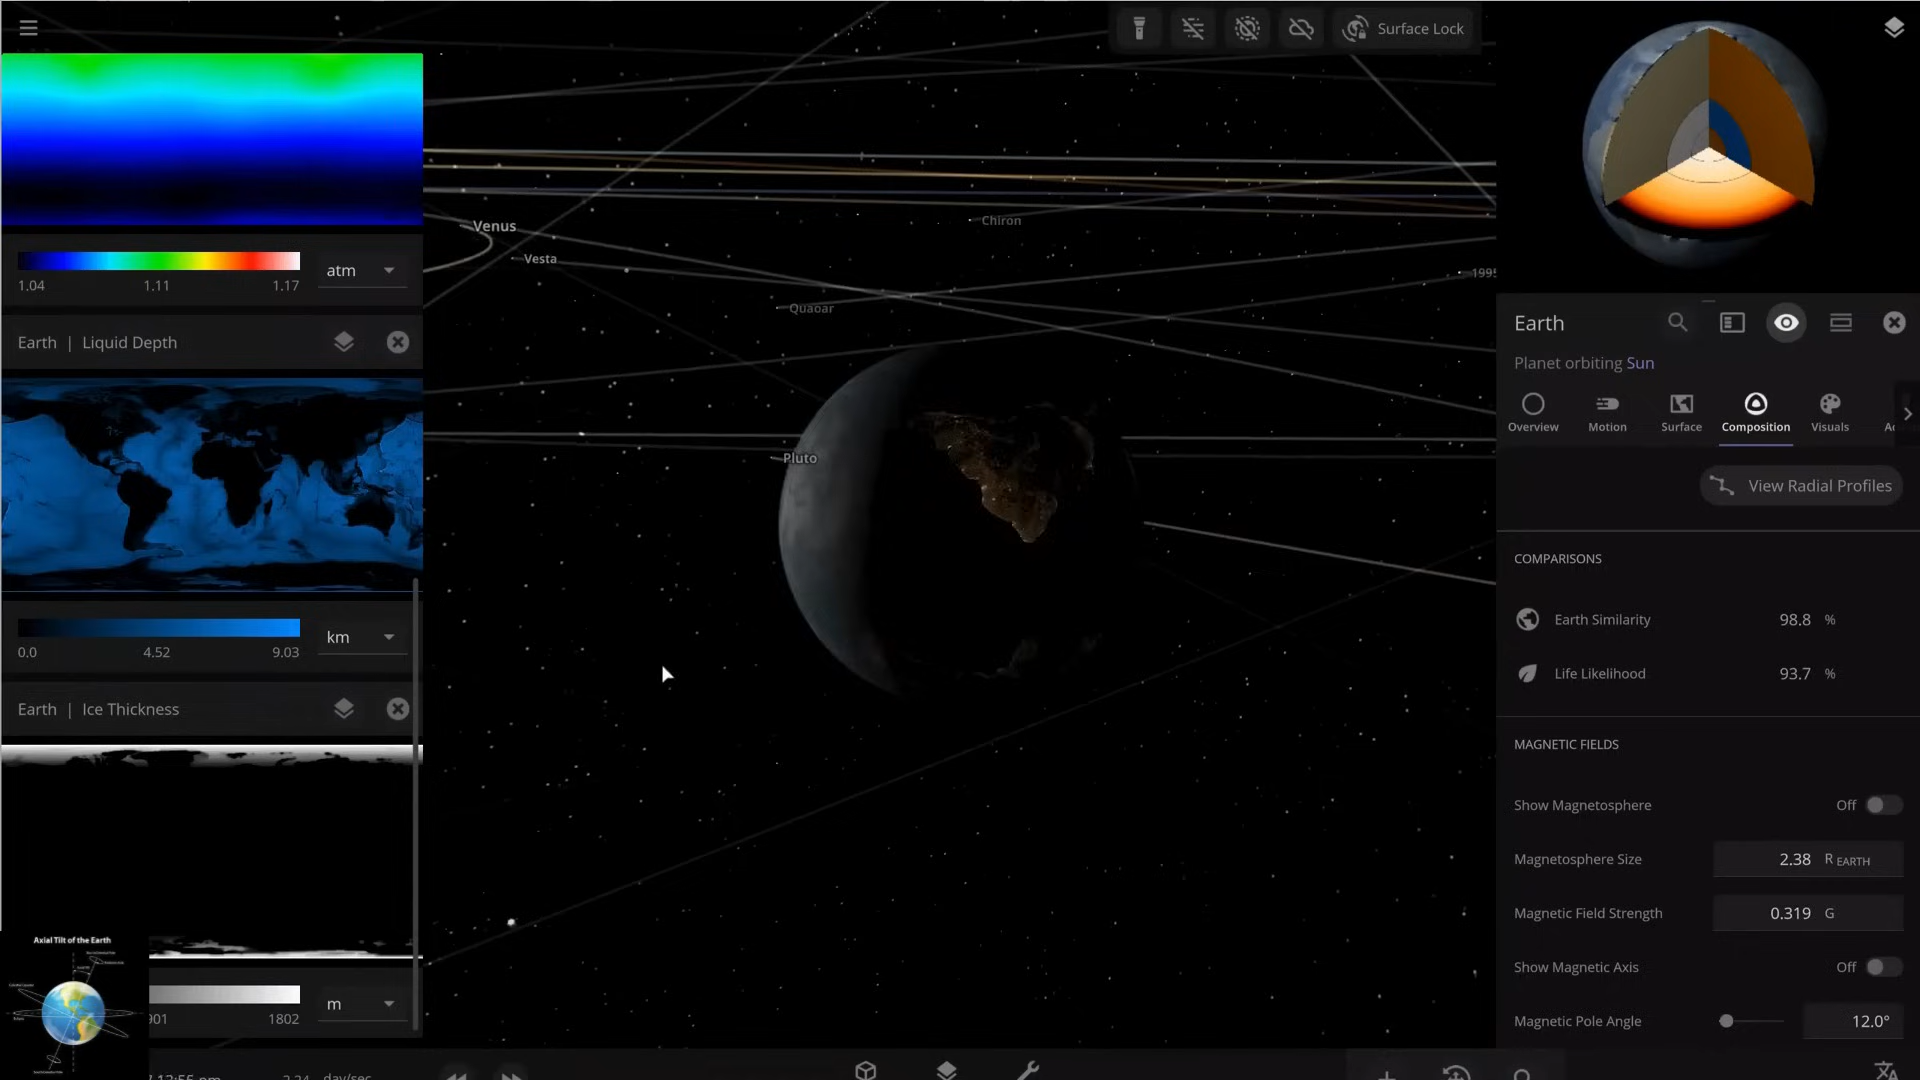 Surface Lock
1.04 1.11 1.17
atm
Earth | Liquid Depth
0.0 4.52 9.03
km
Earth | Ice Thickness
Axial Tilt of the Earth
901 1802
m
2.24 day/sec
Venus
Vesta
Chiron
Quaoar
1995
Pluto
Earth
Planet orbiting Sun
Overview Motion Surface Composition Visuals
View Radial Profiles
COMPARISONS
Earth Similarity 98.8 %
Life Likelihood 93.7 %
MAGNETIC FIELDS
Show Magnetosphere Off
Magnetosphere Size 2.38 R EARTH
Magnetic Field Strength 0.319 G
Show Magnetic Axis Off
Magnetic Pole Angle 12.0°